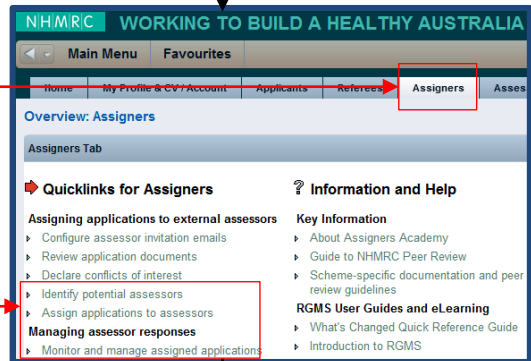 NHMRC WORKING TO BUILD A HEALTHY AUSTRALIA
Main Menu Favourites
Home My Profile & CV / Account Applicants Referees Assigners Asses
Overview: Assigners
Assigners Tab
Quicklinks for Assigners
Assigning applications to external assessors
Configure assessor invitation emails
Review application documents
Declare conflicts of interest
Identify potential assessors
Assign applications to assessors
Managing assessor responses
Monitor and manage assigned applications
? Information and Help
Key Information
About Assigners Academy
Guide to NHMRC Peer Review
Scheme-specific documentation and peer
review guidelines
RGMS User Guides and eLearning
What's Changed Quick Reference Guide
Introduction to RGMS